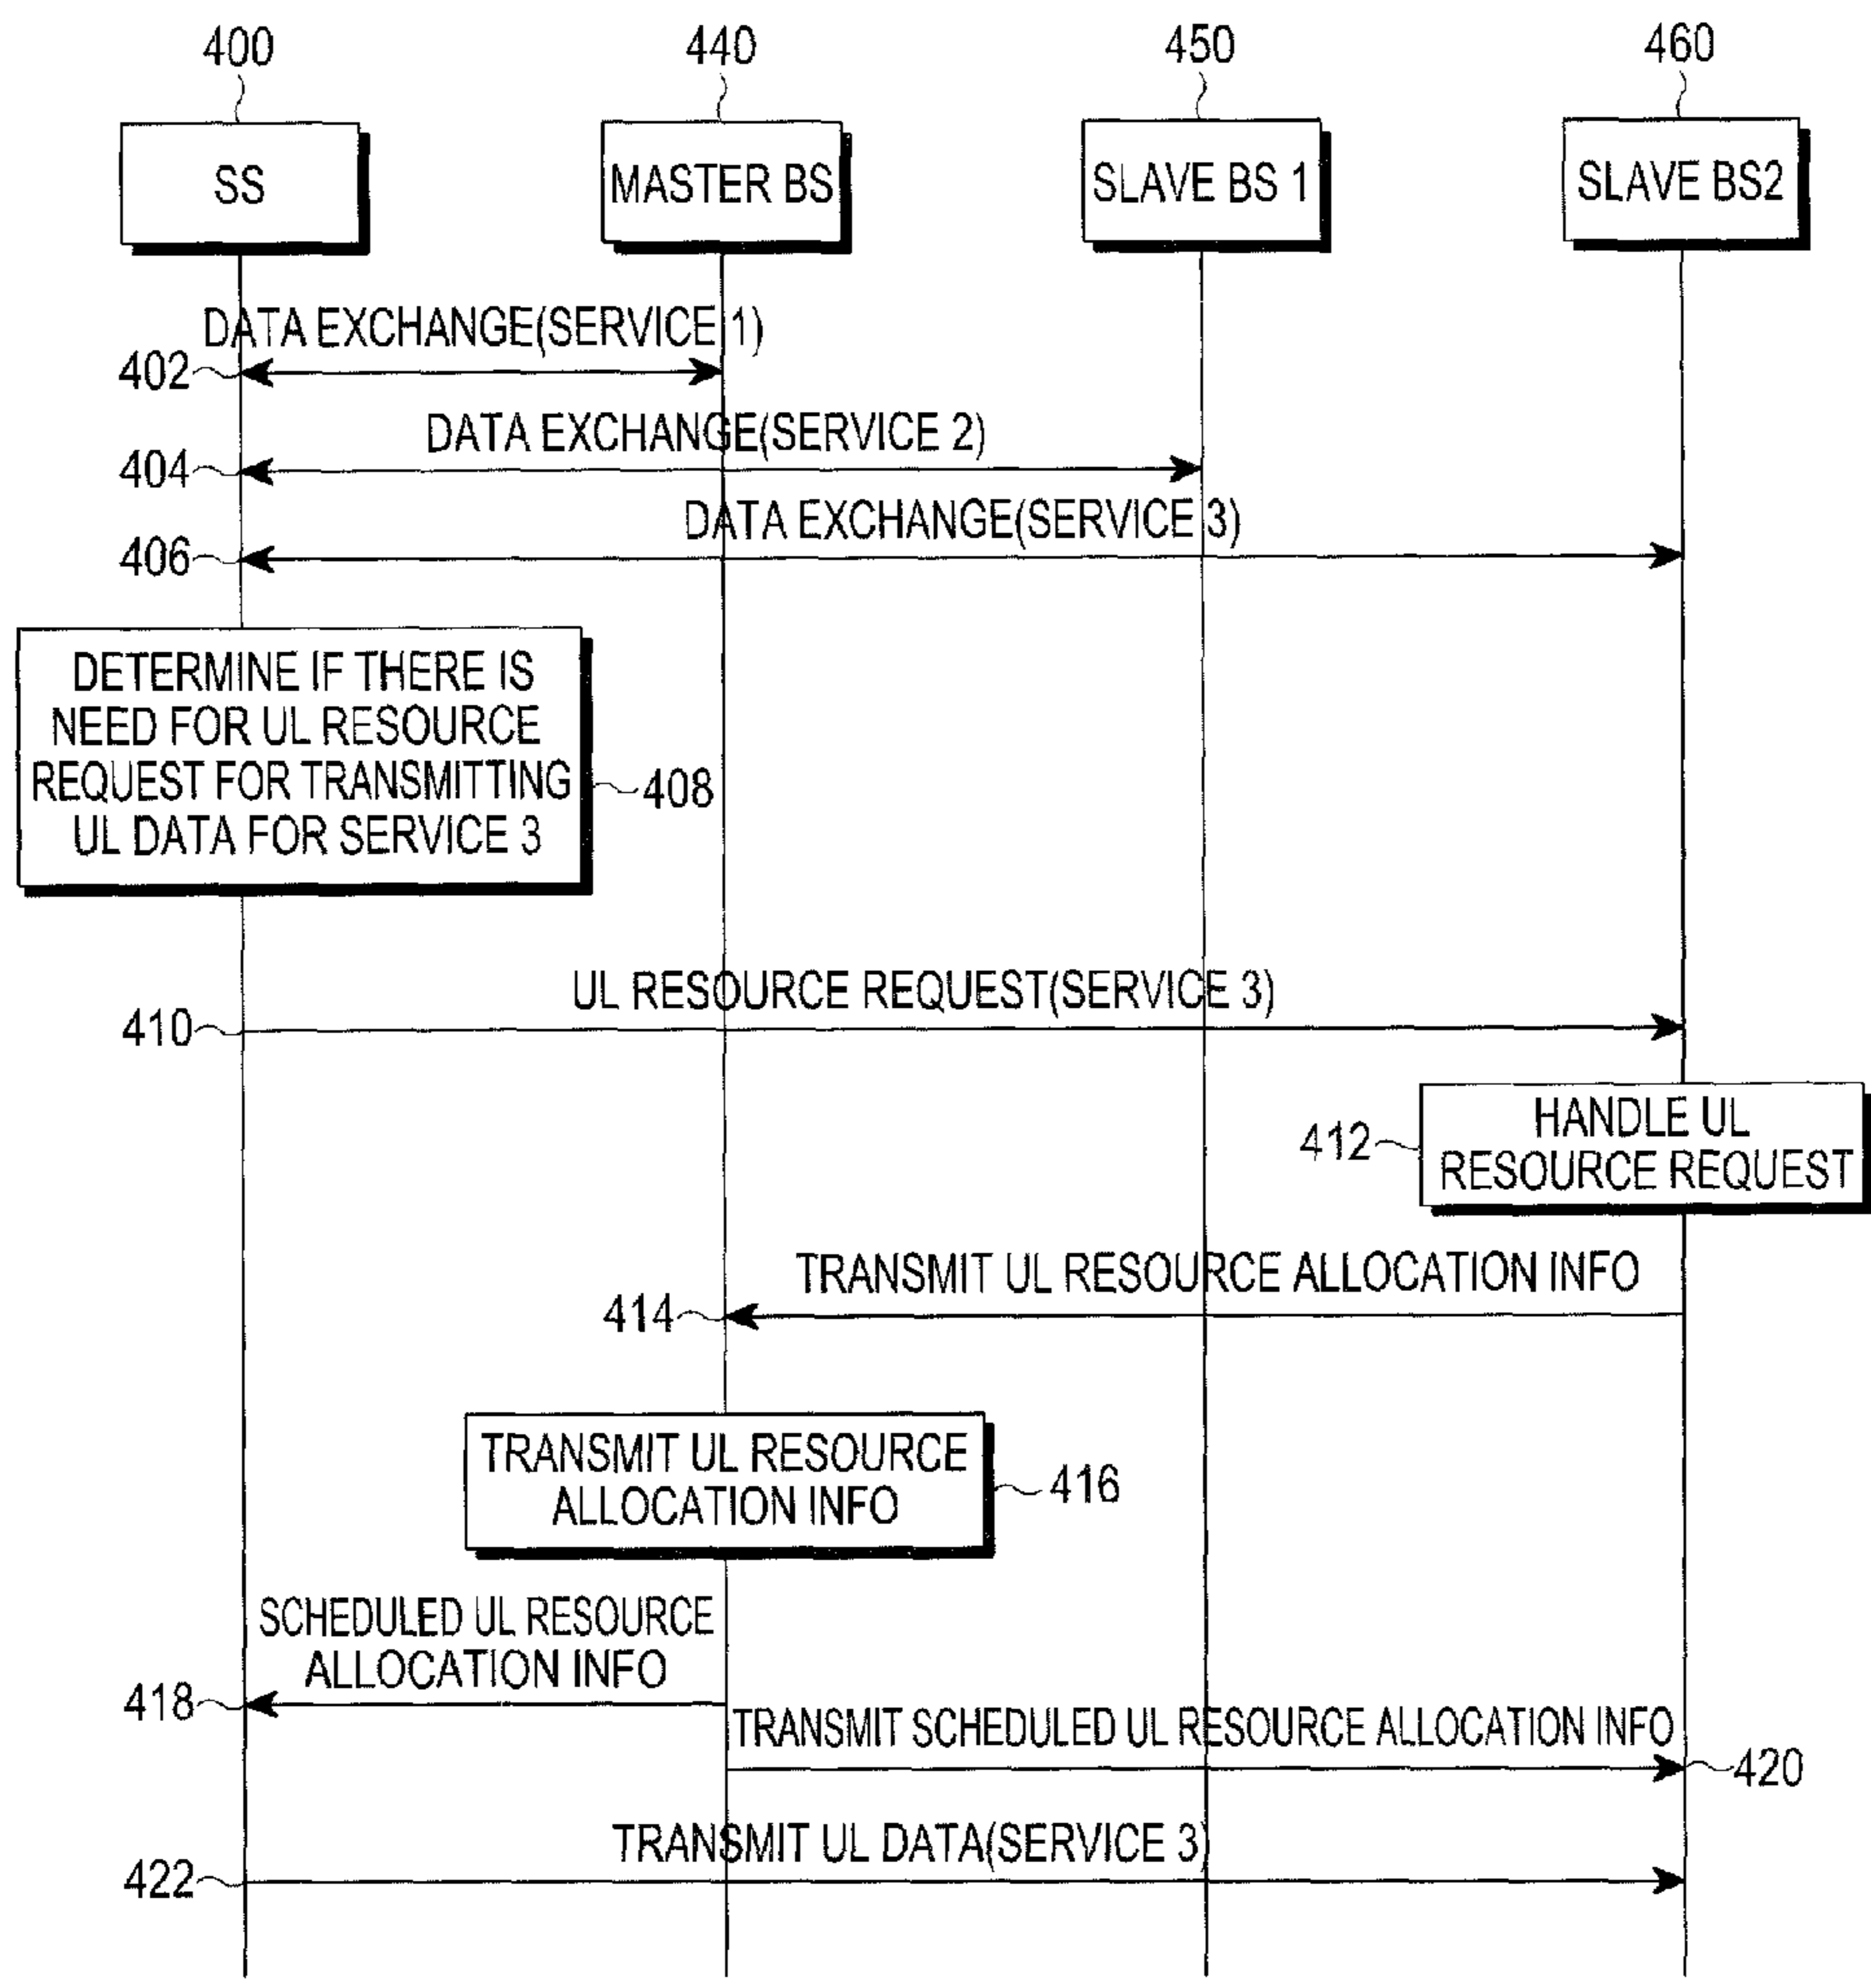 400
440
450
460
SS
MASTER BS
SLAVE BS 1
SLAVE BS2
DATA EXCHANGE(SERVICE 1)
402
DATA EXCHANGE(SERVICE 2)
404
DATA EXCHANGE(SERVICE 3)
406
DETERMINE IF THERE IS
NEED FOR UL RESOURCE
REQUEST FOR TRANSMITTING
UL DATA FOR SERVICE 3
408
UL RESOURCE REQUEST(SERVICE 3)
410
HANDLE UL
RESOURCE REQUEST
412
TRANSMIT UL RESOURCE ALLOCATION INFO
414
TRANSMIT UL RESOURCE
ALLOCATION INFO
416
SCHEDULED UL RESOURCE
ALLOCATION INFO
418
TRANSMIT SCHEDULED UL RESOURCE ALLOCATION INFO
420
TRANSMIT UL DATA(SERVICE 3)
422